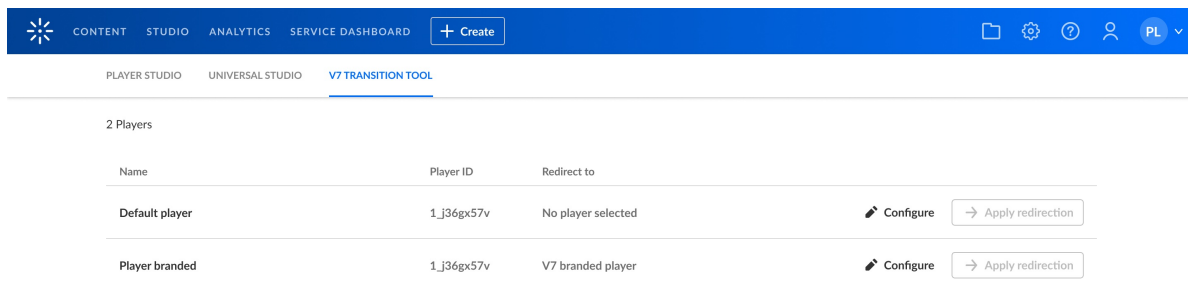 CONTENT STUDIO ANALYTICS SERVICE DASHBOARD + Create PL
PLAYER STUDIO UNIVERSAL STUDIO V7 TRANSITION TOOL
2 Players
Name Player ID Redirect to
Default player 1_j36gx57v No player selected Configure → Apply redirection
Player branded 1_j36gx57v V7 branded player Configure → Apply redirection